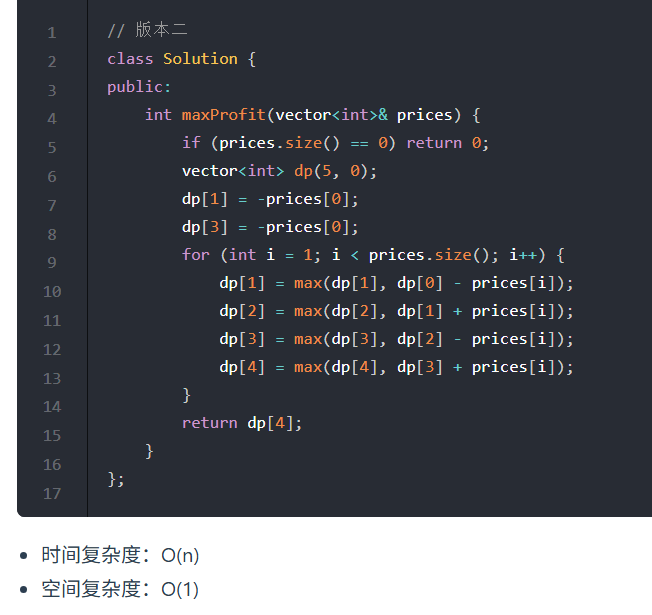 1 // 版本二
2 class Solution {
3 public:
4     int maxProfit(vector<int>& prices) {
5         if (prices.size() == 0) return 0;
6         vector<int> dp(5, 0);
7         dp[1] = -prices[0];
8         dp[3] = -prices[0];
9         for (int i = 1; i < prices.size(); i++) {
10             dp[1] = max(dp[1], dp[0] - prices[i]);
11             dp[2] = max(dp[2], dp[1] + prices[i]);
12             dp[3] = max(dp[3], dp[2] - prices[i]);
13             dp[4] = max(dp[4], dp[3] + prices[i]);
14         }
15         return dp[4];
16     }
17 };
• 时间复杂度：O(n)
• 空间复杂度：O(1)